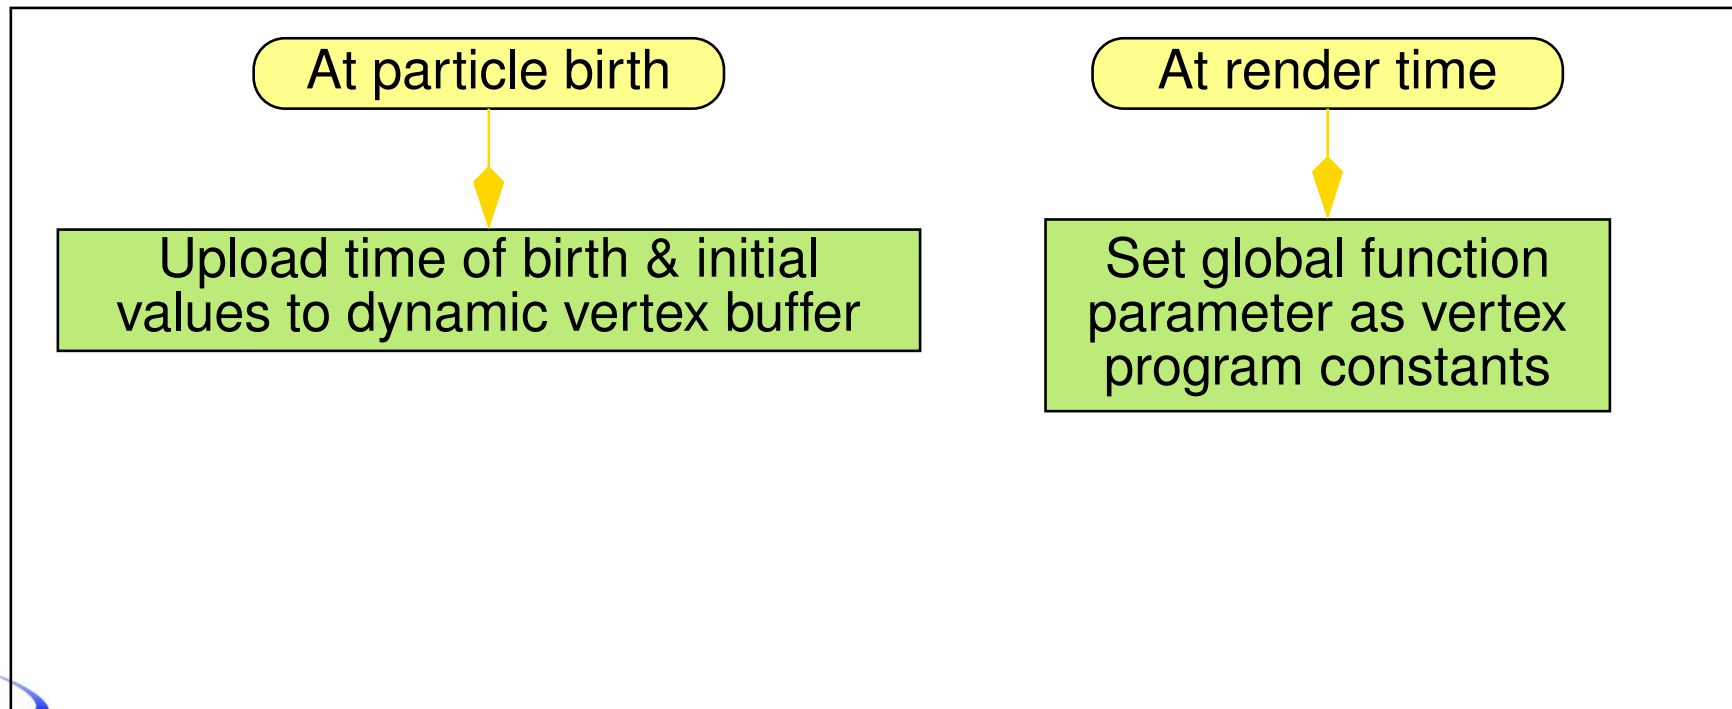 At particle birth
Upload time of birth & initial
values to dynamic vertex buffer
At render time
Set global function
parameter as vertex
program constants